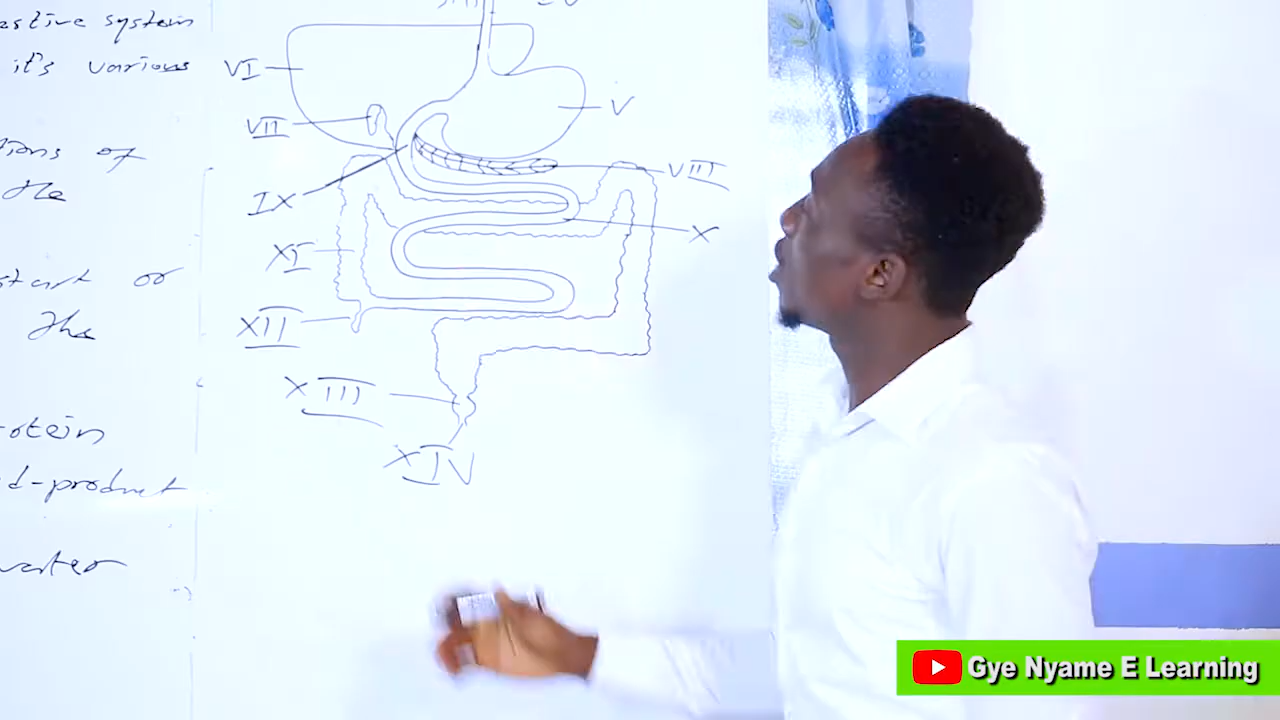 estive system
it's various
tions of
the
start or
the
otein
d-product
water
VI
V
VII
VIII
IX
X
XI
XII
XIII
XIV
Gye Nyame E Learning